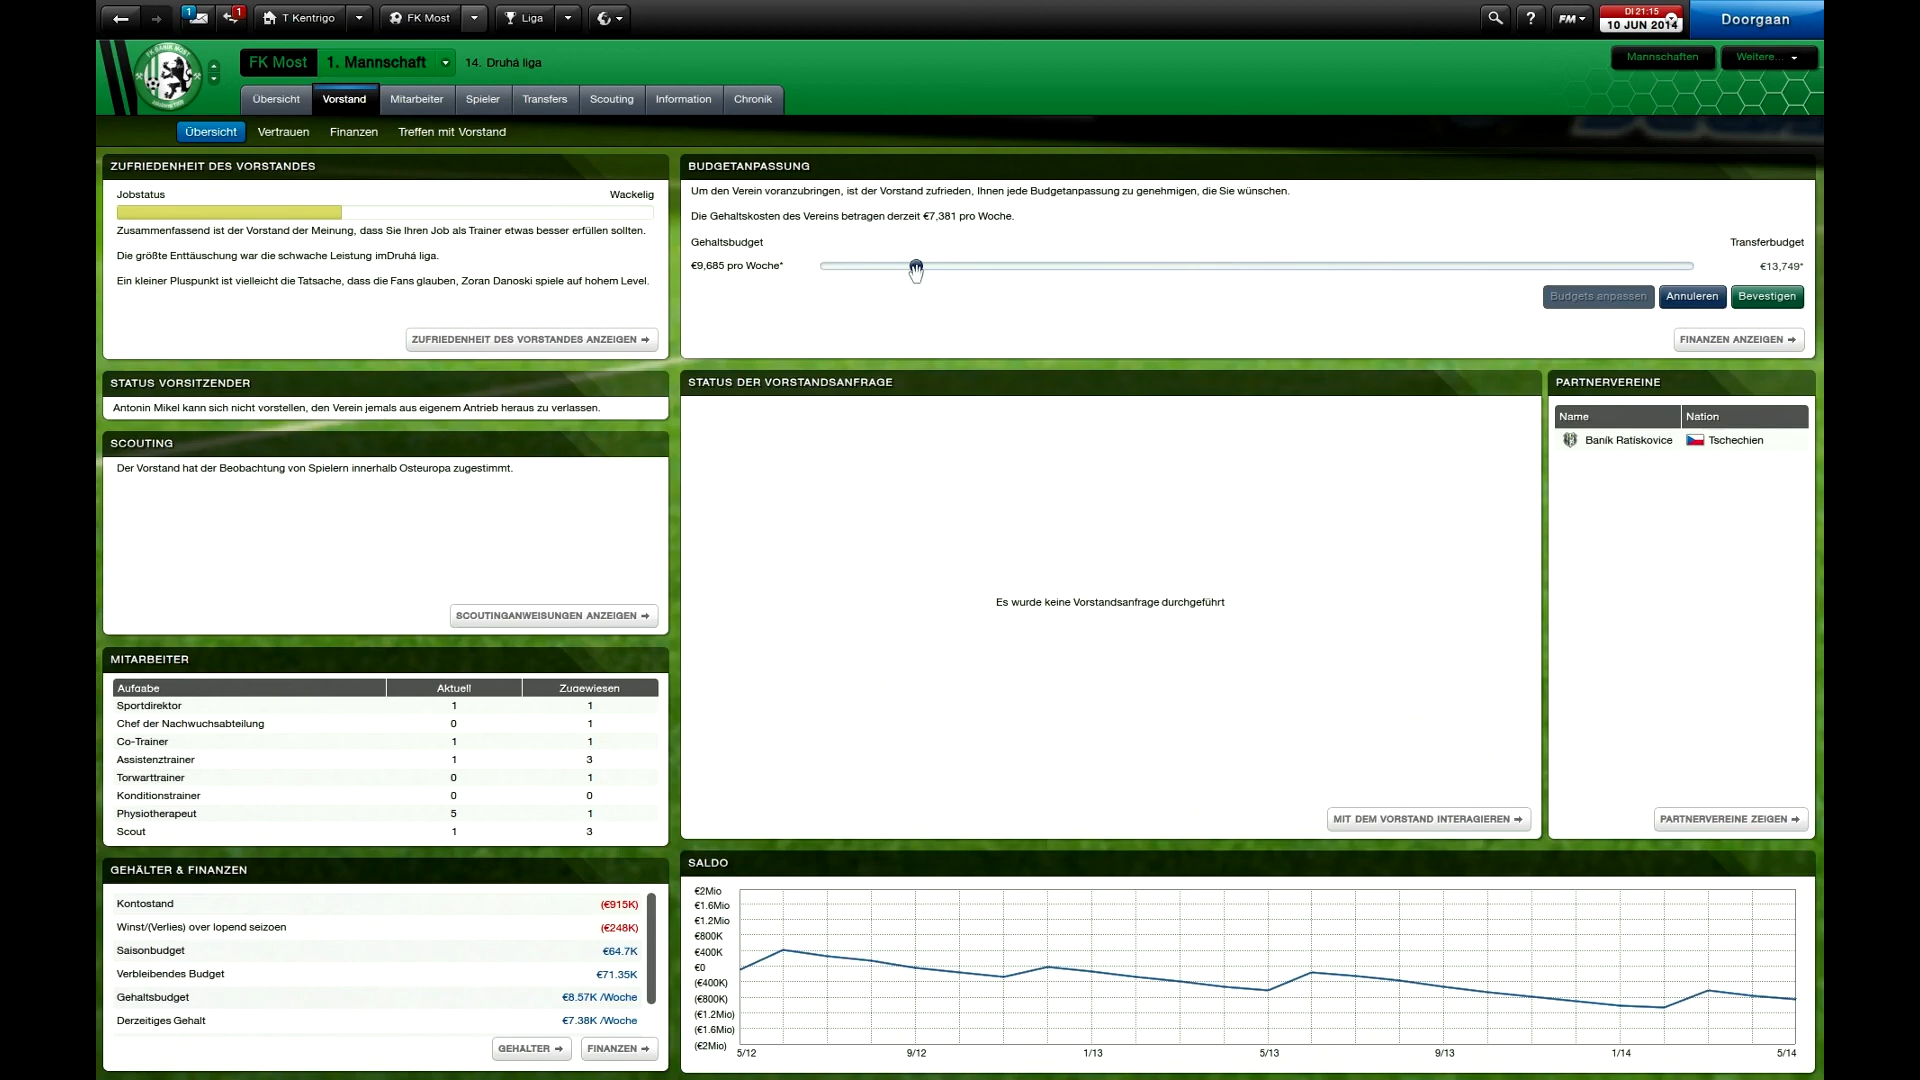 1
1
T Kentrigo
FK Most
Liga
?
FM
DI 21:15
10 JUN 2014
Doorgaan
FK Most
1. Mannschaft
14. Druhá liga
Mannschaften
Weitere...
Übersicht
Vorstand
Mitarbeiter
Spieler
Transfers
Scouting
Information
Chronik
Übersicht
Vertrauen
Finanzen
Treffen mit Vorstand
ZUFRIEDENHEIT DES VORSTANDES
Jobstatus
Wackelig
Zusammenfassend ist der Vorstand der Meinung, dass Sie Ihren Job als Trainer etwas besser erfüllen sollten.
Die größte Enttäuschung war die schwache Leistung imDruhá liga.
Ein kleiner Pluspunkt ist vielleicht die Tatsache, dass die Fans glauben, Zoran Danoski spiele auf hohem Level.
ZUFRIEDENHEIT DES VORSTANDES ANZEIGEN
BUDGETANPASSUNG
Um den Verein voranzubringen, ist der Vorstand zufrieden, Ihnen jede Budgetanpassung zu genehmigen, die Sie wünschen.
Die Gehaltskosten des Vereins betragen derzeit €7,381 pro Woche.
Gehaltsbudget
Transferbudget
€9,685 pro Woche*
€13,749*
Budgets anpassen
Annuleren
Bevestigen
FINANZEN ANZEIGEN
STATUS VORSITZENDER
Antonin Mikel kann sich nicht vorstellen, den Verein jemals aus eigenem Antrieb heraus zu verlassen.
SCOUTING
Der Vorstand hat der Beobachtung von Spielern innerhalb Osteuropa zugestimmt.
SCOUTINGANWEISUNGEN ANZEIGEN
STATUS DER VORSTANDSANFRAGE
Es wurde keine Vorstandsanfrage durchgeführt
MIT DEM VORSTAND INTERAGIEREN
PARTNERVEREINE
Name Nation
Baník Ratískovice Tschechien
PARTNERVEREINE ZEIGEN
MITARBEITER
Aufgabe Aktuell Zugewiesen
Sportdirektor 1 1
Chef der Nachwuchsabteilung 0 1
Co-Trainer 1 1
Assistenztrainer 1 3
Torwarttrainer 0 1
Konditionstrainer 0 0
Physiotherapeut 5 1
Scout 1 3
GEHÄLTER & FINANZEN
Kontostand (€915K)
Winst/(Verlies) over lopend seizoen (€248K)
Saisonbudget €64.7K
Verbleibendes Budget €71.35K
Gehaltsbudget €8.57K /Woche
Derzeitiges Gehalt €7.38K /Woche
GEHÄLTER
FINANZEN
SALDO
€2Mio
€1.6Mio
€1.2Mio
€800K
€400K
€0
(€400K)
(€800K)
(€1.2Mio)
(€1.6Mio)
(€2Mio)
5/12 9/12 1/13 5/13 9/13 1/14 5/14